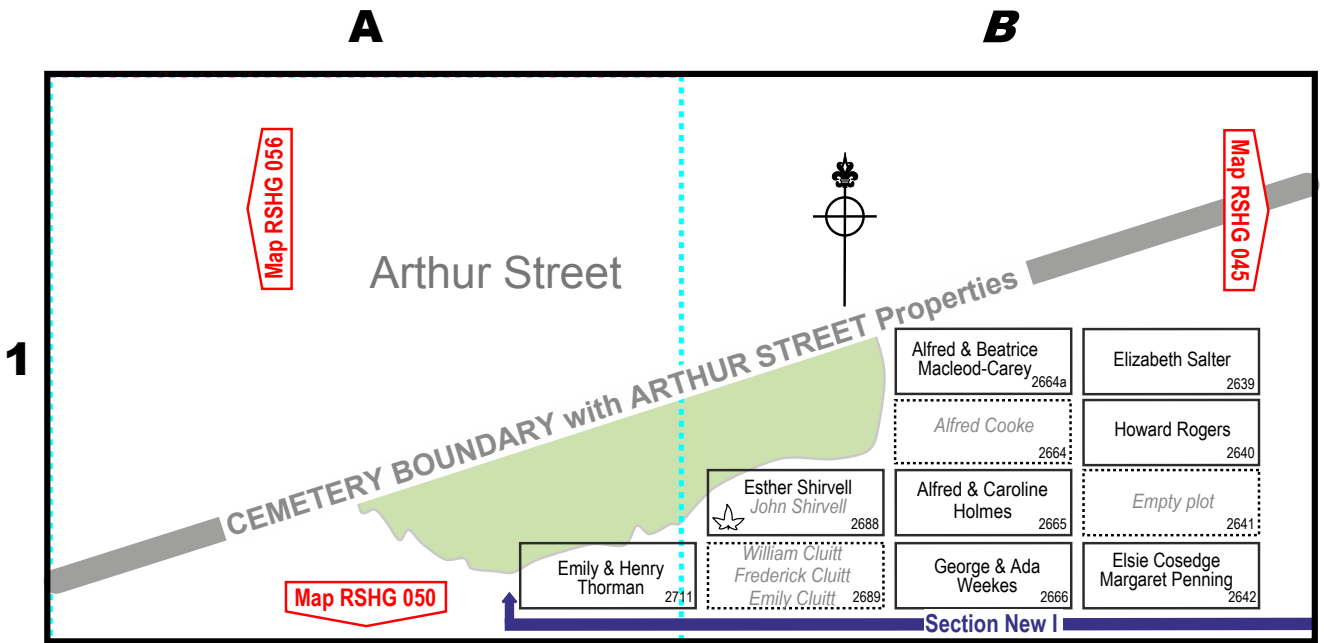 A
B
1
Map RSHG 056
Map RSHG 045
Arthur Street
CEMETERY BOUNDARY with ARTHUR STREET Properties
Alfred & Beatrice
Macleod-Carey
2664a
Elizabeth Salter
2639
Alfred Cooke
2664
Howard Rogers
2640
Esther Shirvell
John Shirvell
2688
Alfred & Caroline
Holmes
2665
Empty plot
2641
Emily & Henry
Thorman
2711
William Cluitt
Frederick Cluitt
Emily Cluitt
2689
George & Ada
Weekes
2666
Elsie Cosedge
Margaret Penning
2642
Map RSHG 050
Section New I